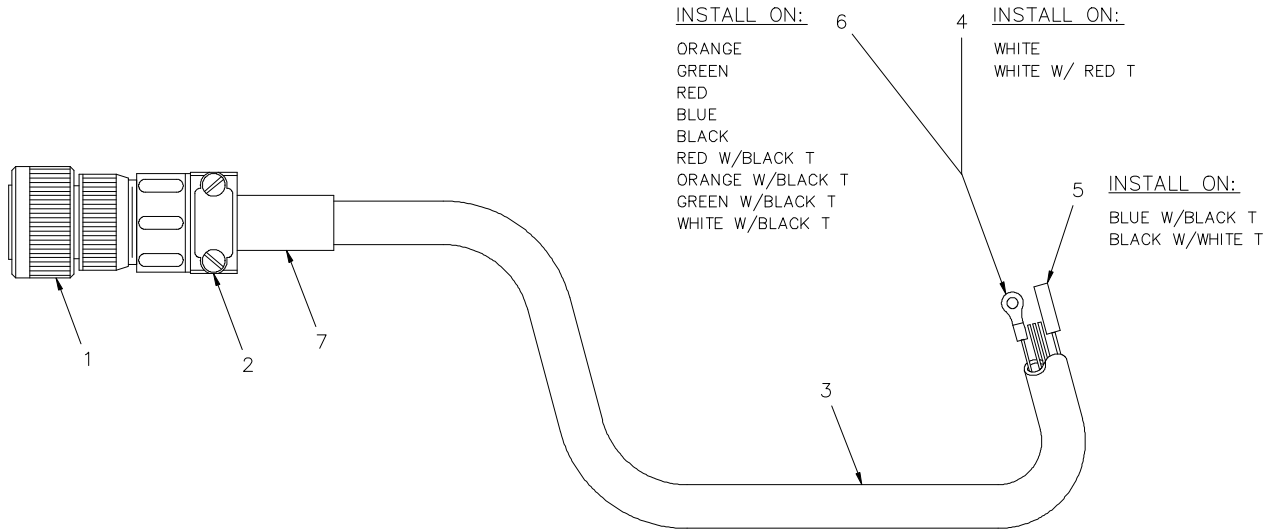 INSTALL ON:
ORANGE
GREEN
RED
BLUE
BLACK
RED W/BLACK T
ORANGE W/BLACK T
GREEN W/BLACK T
WHITE W/BLACK T
6
4
INSTALL ON:
WHITE
WHITE W/ RED T
5
INSTALL ON:
BLUE W/BLACK T
BLACK W/WHITE T
1
2
7
3